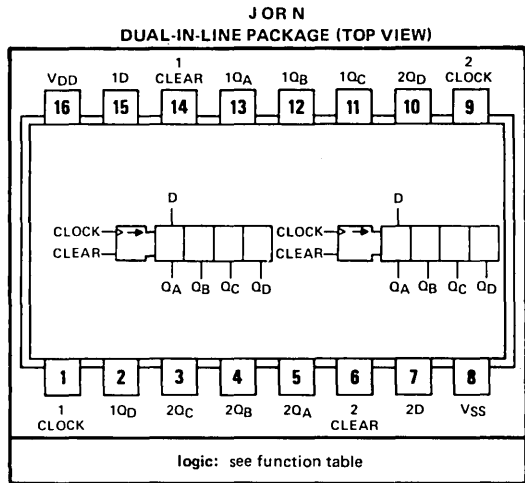 J OR N
DUAL-IN-LINE PACKAGE (TOP VIEW)
VDD 1D 1 CLEAR 1QA 1QB 1QC 2QD 2 CLOCK
16 15 14 13 12 11 10 9
D D
CLOCK CLOCK
CLEAR CLEAR
QA QB QC QD QA QB QC QD
1 2 3 4 5 6 7 8
1 CLOCK 1QD 2QC 2QB 2QA 2 CLEAR 2D VSS
logic: see function table